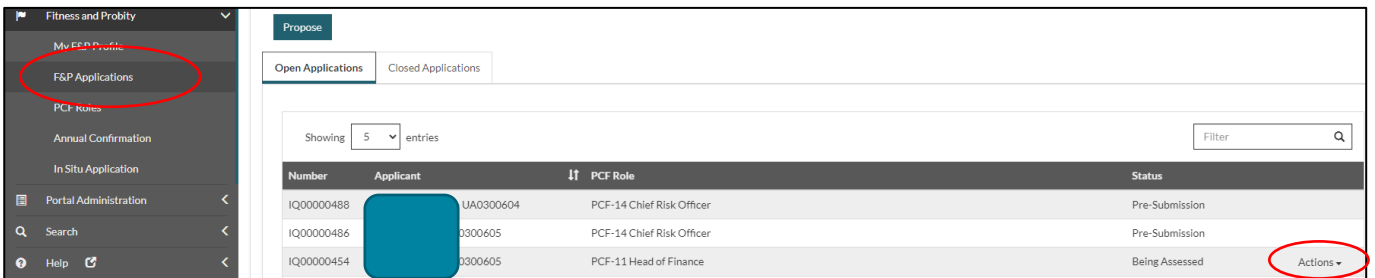 Fitness and Probity
My F&P Profile
F&P Applications
PCF Roles
Annual Confirmation
In Situ Application
Portal Administration
Search
Help
Propose
Open Applications Closed Applications
Showing 5 entries Filter
Number Applicant PCF Role Status
IQ00000488 UA0300604 PCF-14 Chief Risk Officer Pre-Submission
IQ00000486 0300605 PCF-14 Chief Risk Officer Pre-Submission
IQ00000454 0300605 PCF-11 Head of Finance Being Assessed Actions